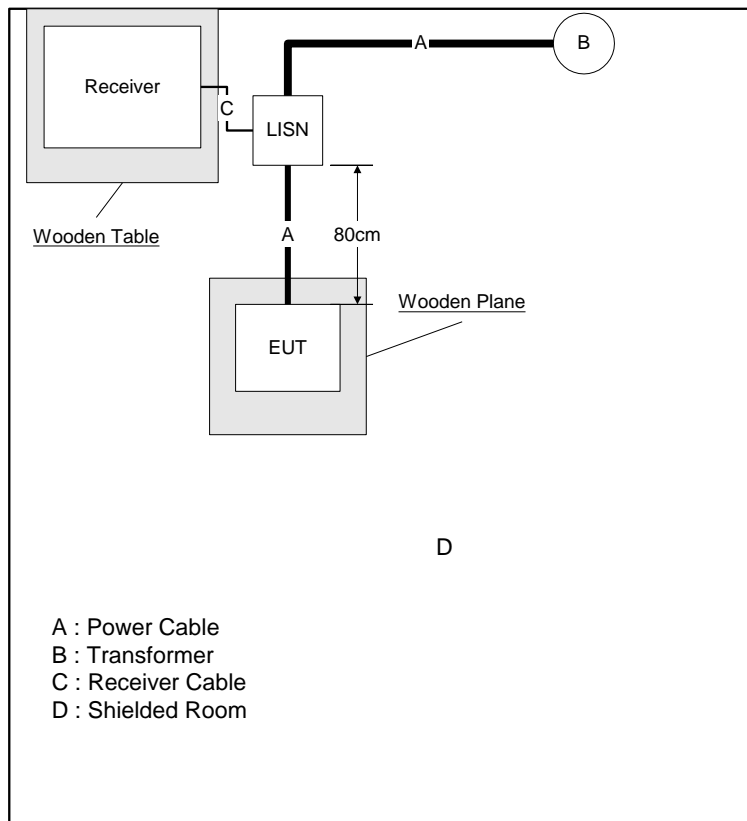 Receiver
A
B
C
LISN
Wooden Table
A
80cm
Wooden Plane
EUT
D
A : Power Cable
B : Transformer
C : Receiver Cable
D : Shielded Room